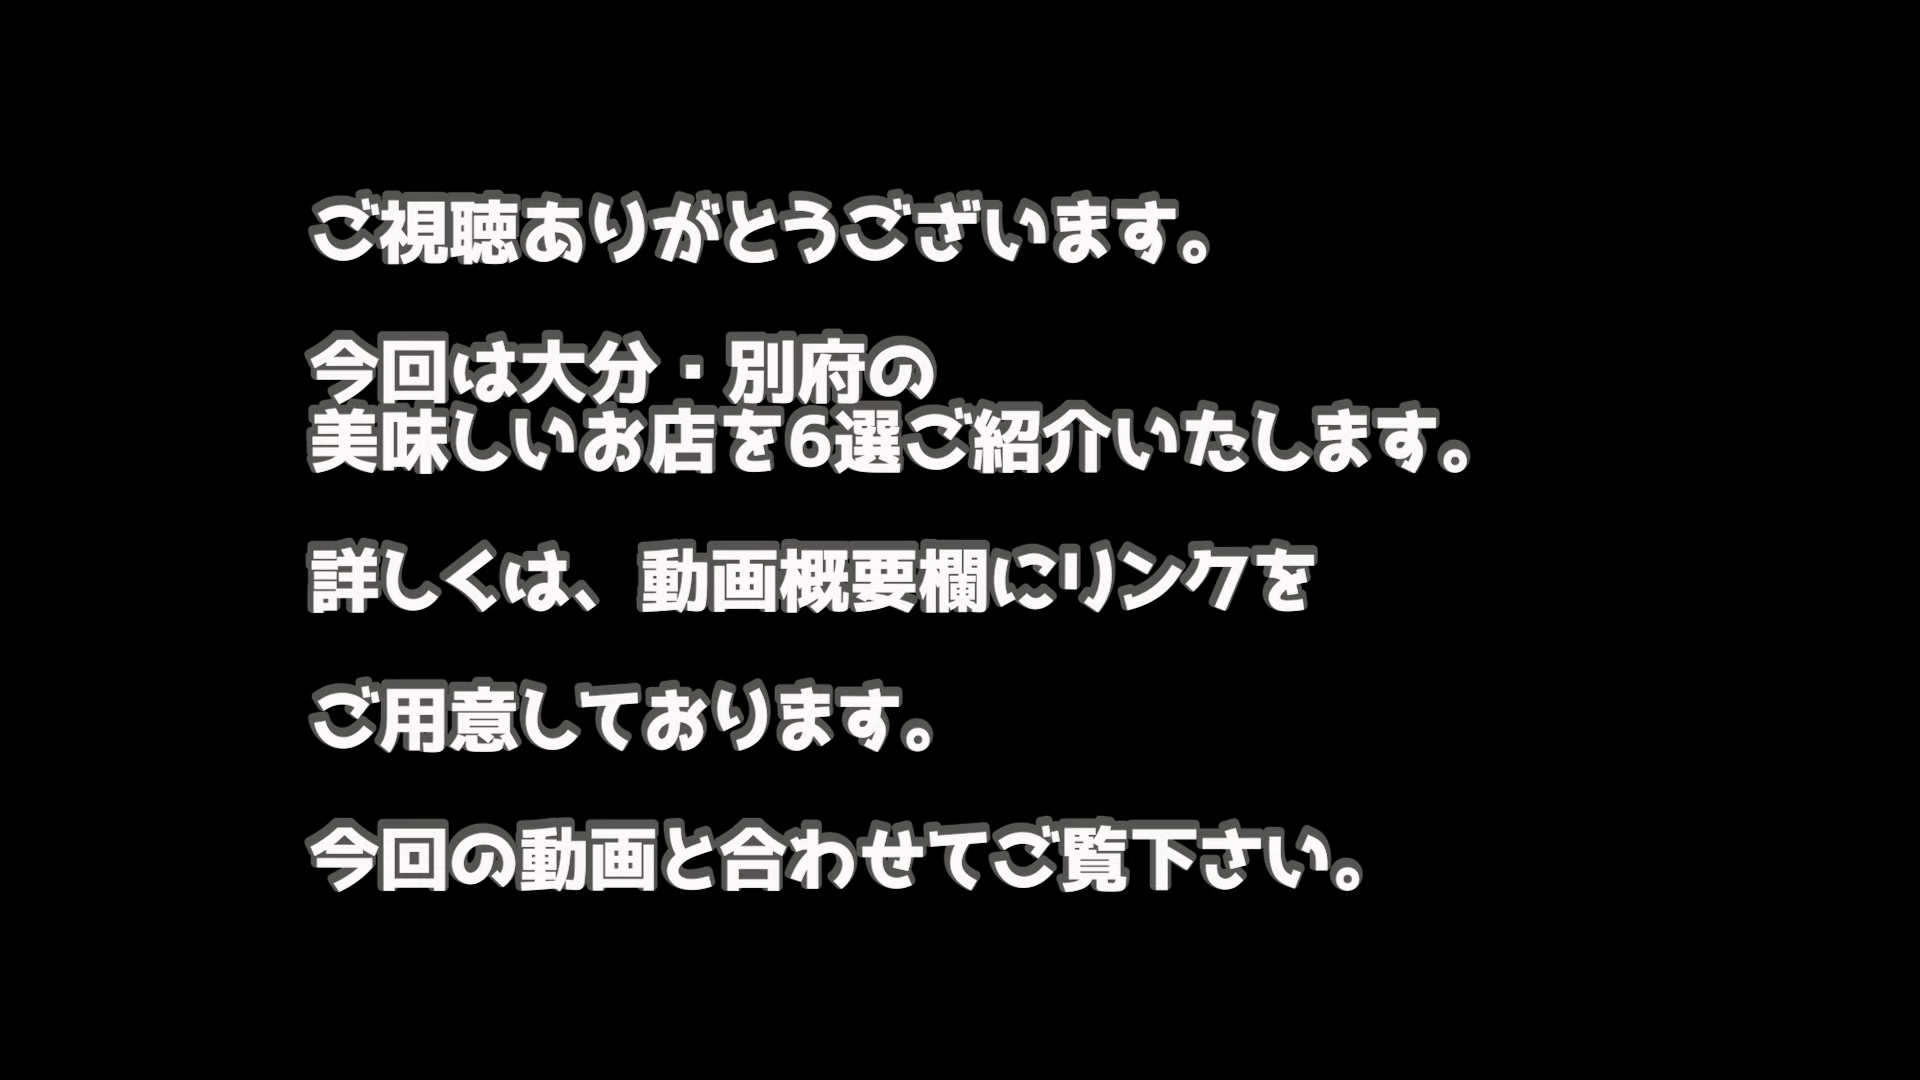 ご視聴ありがとうございます。
今回は大分・別府の
美味しいお店を6選ご紹介いたします。
詳しくは、動画概要欄にリンクを
ご用意しております。
今回の動画と合わせてご覧下さい。